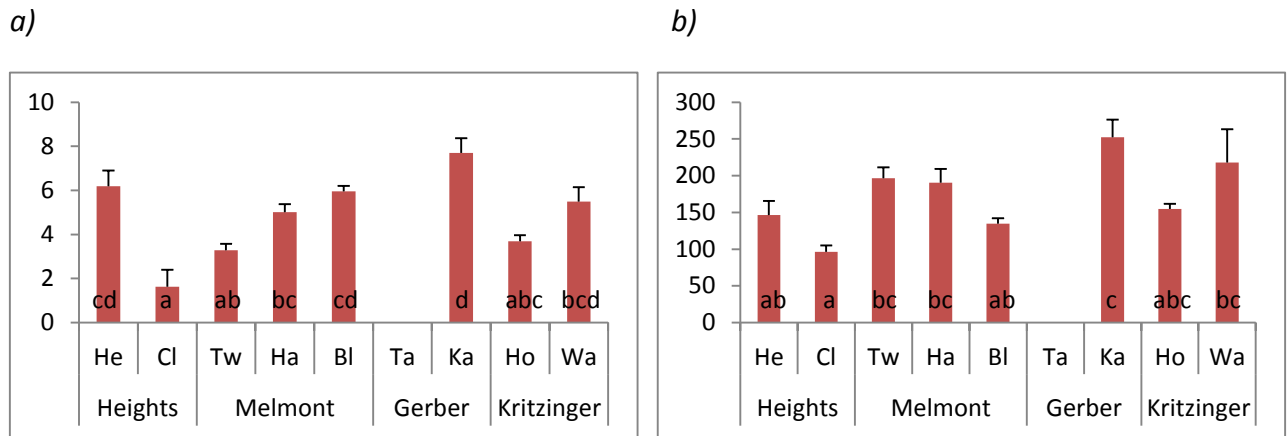 a)
b)
10
8
6
4
2
0
cd a ab bc cd d abc bcd
He Cl Tw Ha Bl Ta Ka Ho Wa
Heights Melmont Gerber Kritzinger
300
250
200
150
100
50
0
ab a bc bc ab c abc bc
He Cl Tw Ha Bl Ta Ka Ho Wa
Heights Melmont Gerber Kritzinger